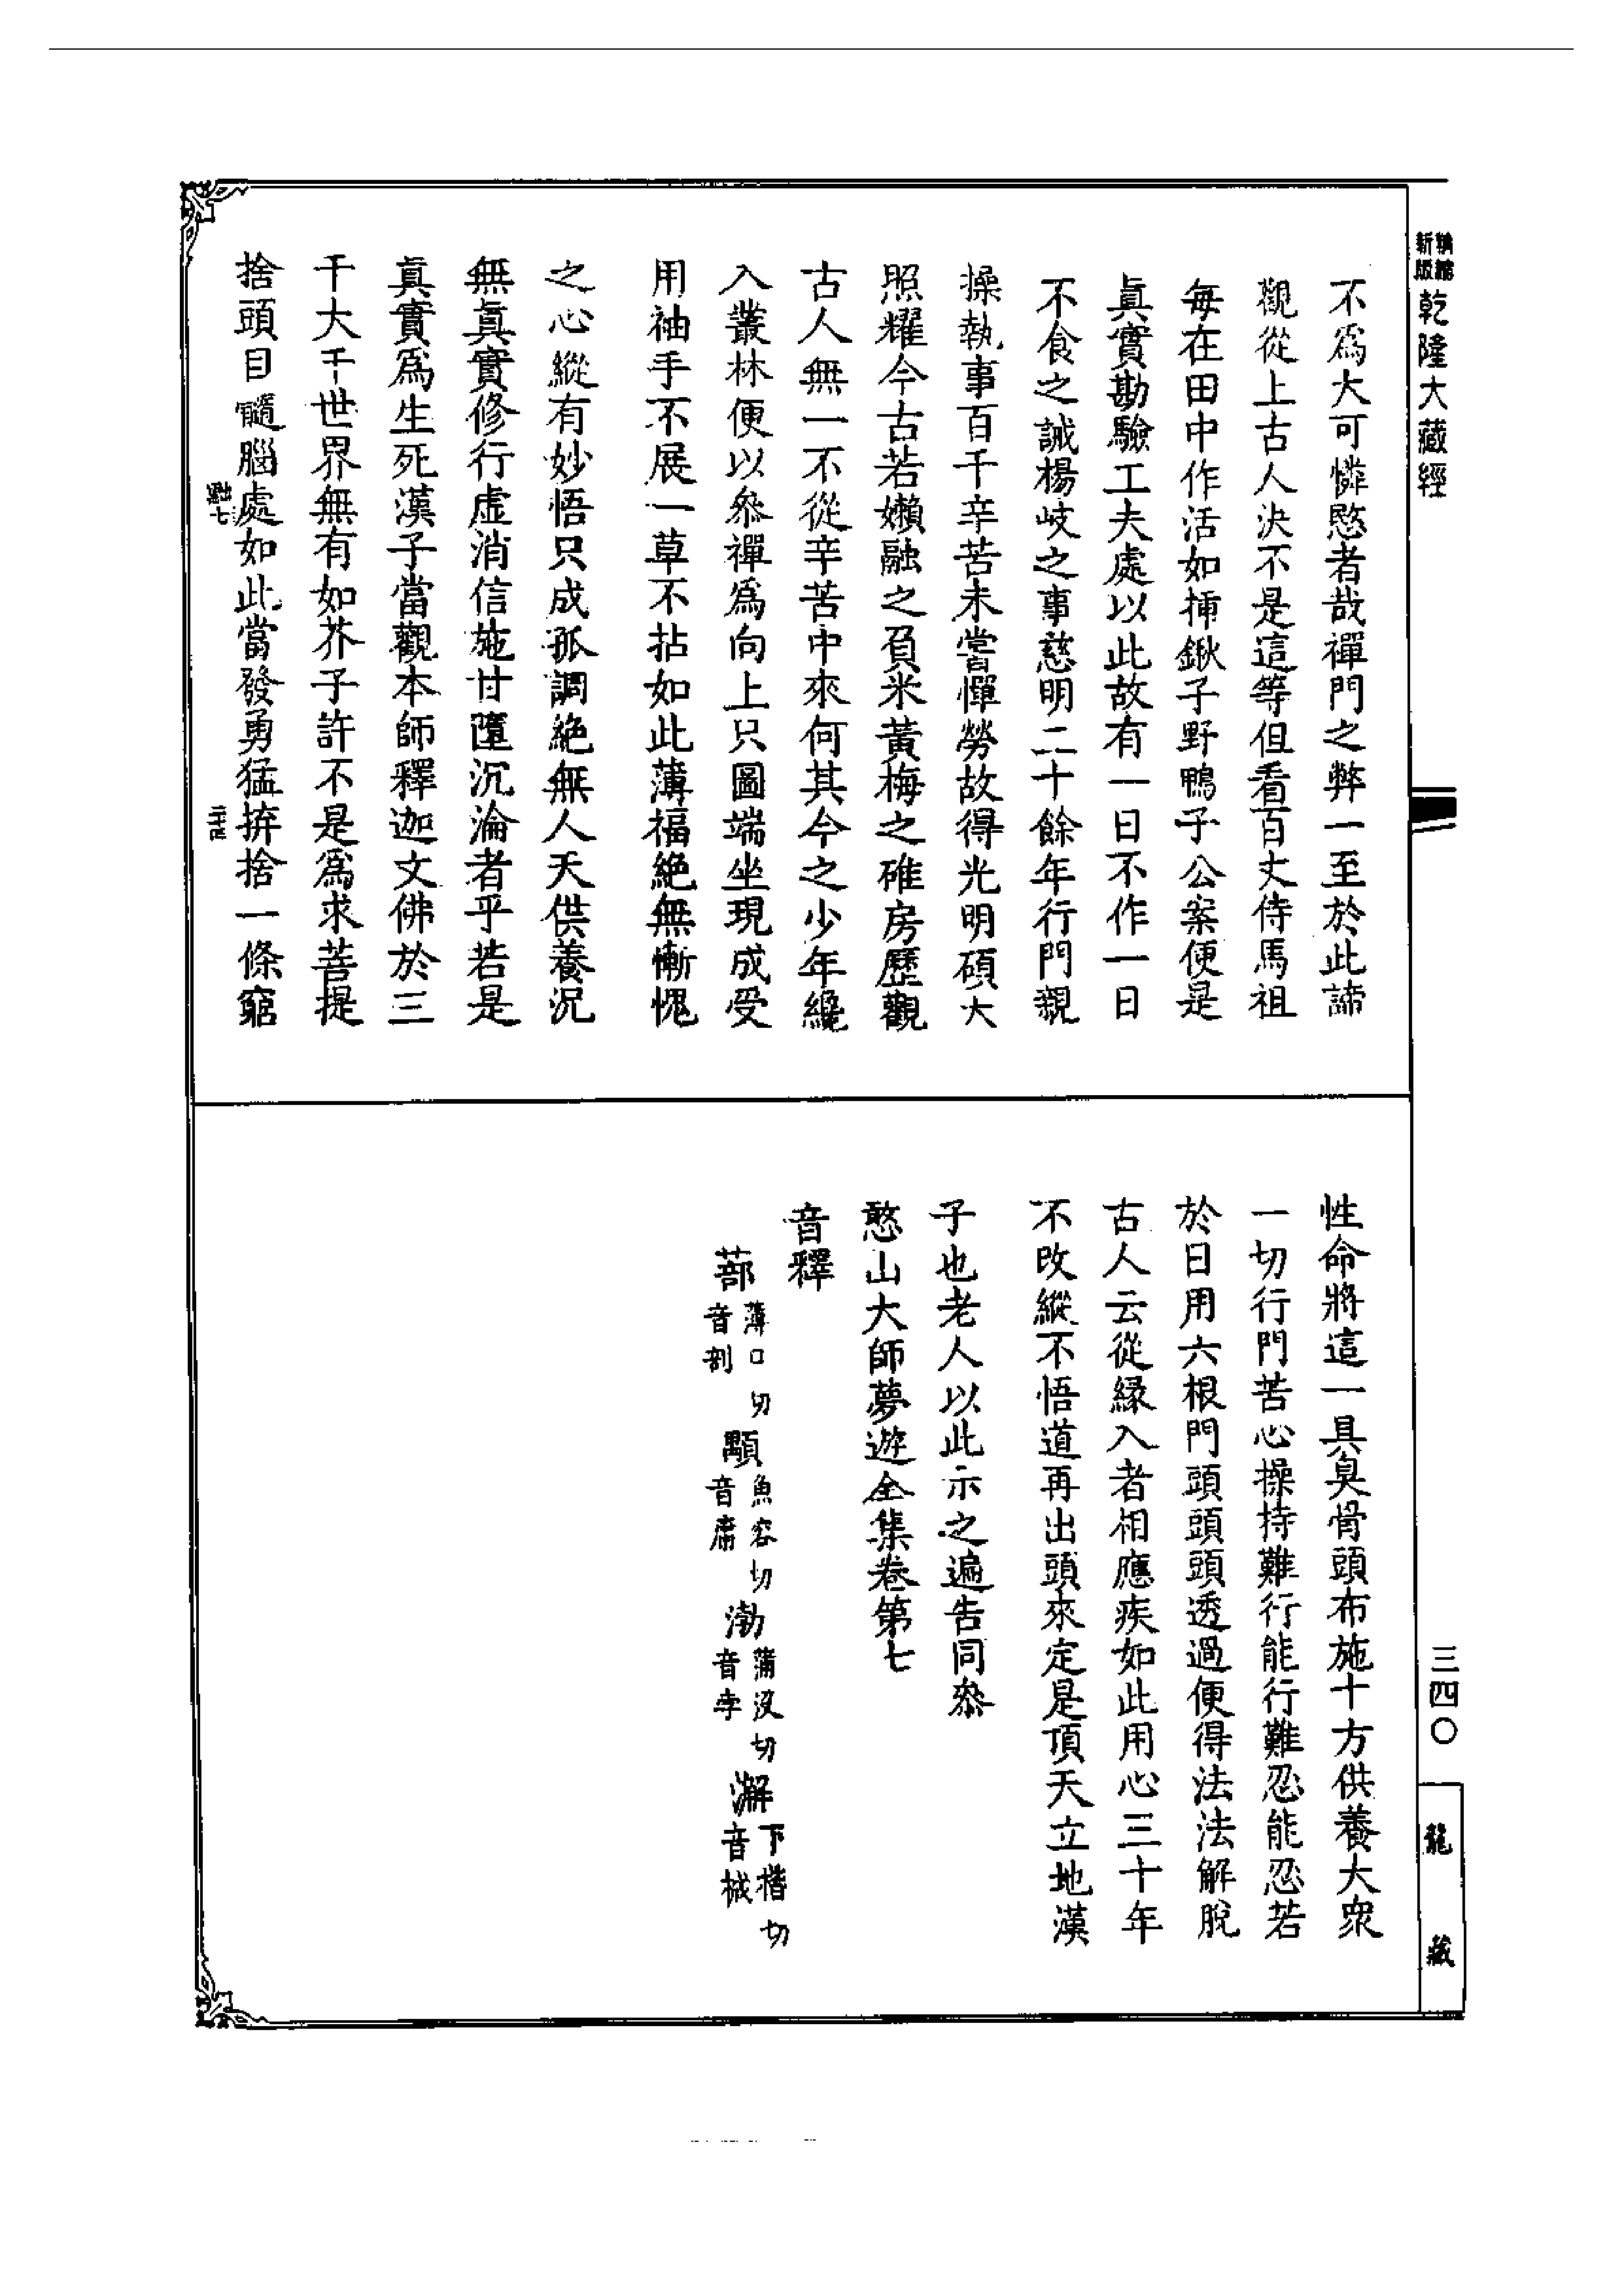 新版
乾隆大藏經
不爲大可憐愍者哉禪門之弊一至於此諦
觀從上古人決不是這等但看百丈侍馬祖
每在田中作活如揷鍬子野鴨子公案便是
眞實勘驗工夫處以此故有一日不作一日
不食之誡楊岐之事慈明二十餘年行門親
操執事百千辛苦未嘗憚勞故得光明碩大
照耀今古若嬾融之負米黃梅之碓房歷觀
古人無一不從辛苦中來何其今之少年纔
入叢林便以叅禪爲向上只圖端坐現成受
用袖手不展一草不拈如此薄福絶無慚愧
之心縱有妙悟只成孤調絶無人天供養況
無眞實修行虛消信施甘墮沉淪者乎若是
眞實爲生死漢子當觀本師釋迦文佛於三
千大千世界無有如芥子許不是爲求菩提
捨頭目髓腦處如此當發勇猛拚捨一條窮
性命將這一具臭骨頭布施十方供養大衆
一切行門苦心操持難行能行難忍能忍若
於日用六根門頭頭頭透過便得法法解脫
古人云從緣入者相應疾如此用心三十年
不改縱不悟道再出頭來定是頂天立地漢
子也老人以此示之遍告同叅
憨山大師夢遊全集卷第七
音釋
蔀薄口切音剖顒魚容切音庸渤蒲沒切音孛澥下楷切音械
三四〇
龍藏